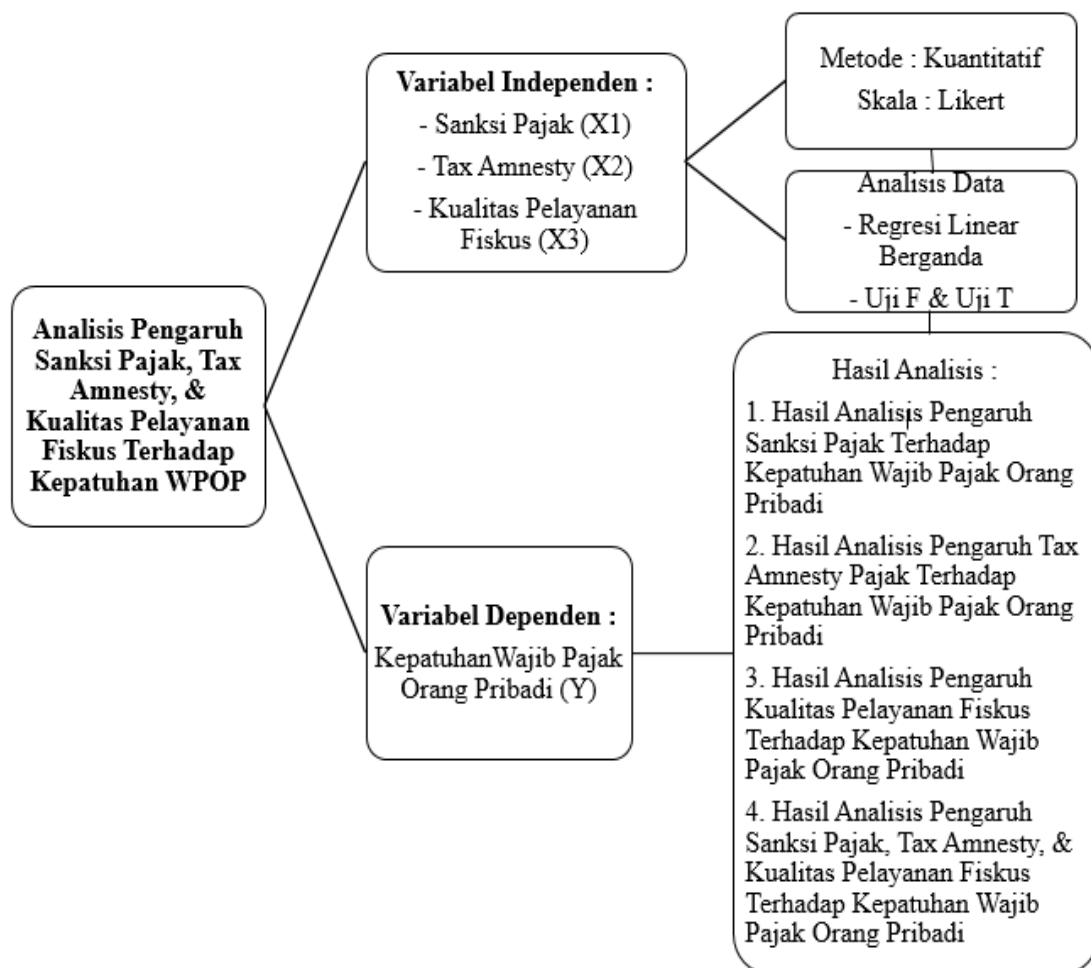 Analisis Pengaruh
Sanksi Pajak, Tax
Amnesty, &
Kualitas Pelayanan
Fiskus Terhadap
Kepatuhan WPOP
Variabel Independen :
- Sanksi Pajak (X1)
- Tax Amnesty (X2)
- Kualitas Pelayanan
Fiskus (X3)
Variabel Dependen :
KepatuhanWajib Pajak
Orang Pribadi (Y)
Metode : Kuantitatif
Skala : Likert
Analisis Data
- Regresi Linear
Berganda
- Uji F & Uji T
Hasil Analisis :
1. Hasil Analisis Pengaruh
Sanksi Pajak Terhadap
Kepatuhan Wajib Pajak Orang
Pribadi
2. Hasil Analisis Pengaruh Tax
Amnesty Pajak Terhadap
Kepatuhan Wajib Pajak Orang
Pribadi
3. Hasil Analisis Pengaruh
Kualitas Pelayanan Fiskus
Terhadap Kepatuhan Wajib
Pajak Orang Pribadi
4. Hasil Analisis Pengaruh
Sanksi Pajak, Tax Amnesty, &
Kualitas Pelayanan Fiskus
Terhadap Kepatuhan Wajib
Pajak Orang Pribadi